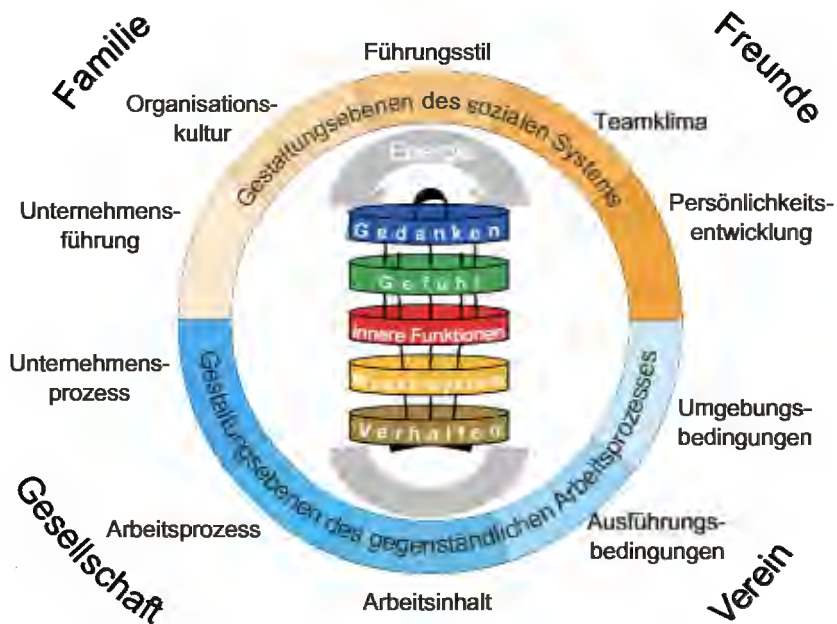 Familie
Freunde
Führungsstil
Organisations-
kultur
Teamklima
Gestaltungsebenen des sozialen Systems
Unternehmens-
führung
Persönlichkeits-
entwicklung
Gedanken
Gefühl
innere Funktionen
Verhalten
Unternehmens-
prozess
Umgebungs-
bedingungen
Gestaltungsebenen des gegenständlichen Arbeitsprozesses
Gesellschaft
Arbeitsprozess
Ausführungs-
bedingungen
Verein
Arbeitsinhalt